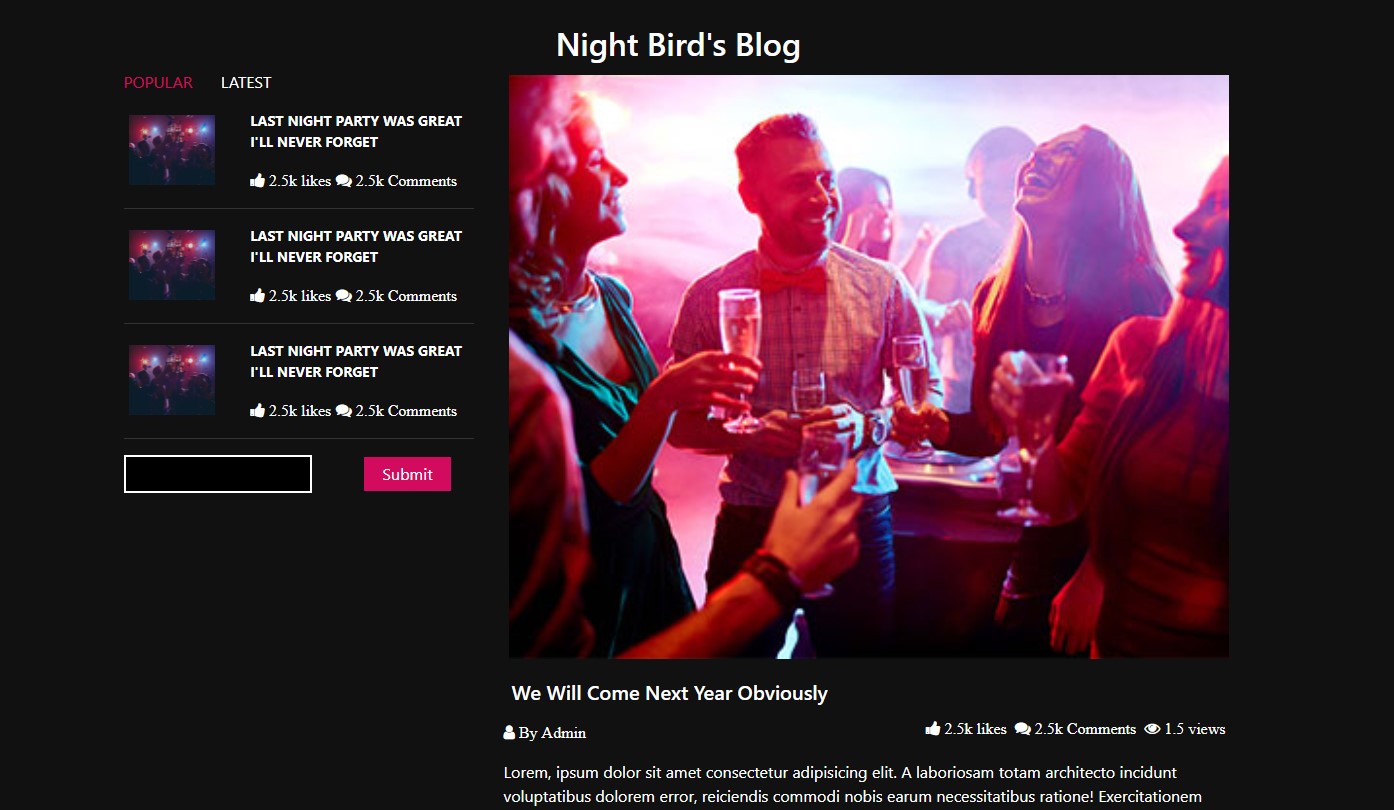 Night Bird's Blog
POPULAR LATEST
LAST NIGHT PARTY WAS GREAT
I'LL NEVER FORGET
2.5k likes 2.5k Comments
LAST NIGHT PARTY WAS GREAT
I'LL NEVER FORGET
2.5k likes 2.5k Comments
LAST NIGHT PARTY WAS GREAT
I'LL NEVER FORGET
2.5k likes 2.5k Comments
Submit
We Will Come Next Year Obviously
By Admin
2.5k likes 2.5k Comments 1.5 views
Lorem, ipsum dolor sit amet consectetur adipisicing elit. A laboriosam totam architecto incidunt
voluptatibus dolorem error, reiciendis commodi nobis earum necessitatibus ratione! Exercitationem